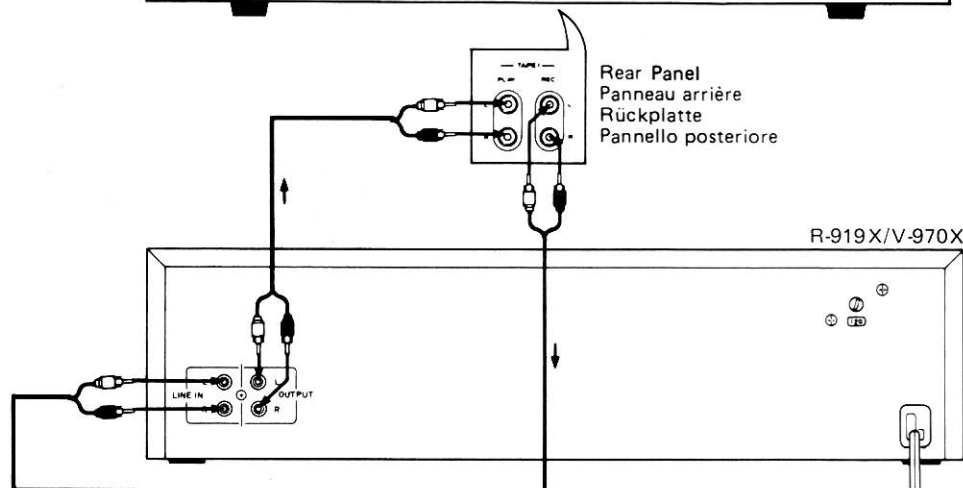 TAPE 1
PLAY REC
L L
R R
Rear Panel
Panneau arrière
Rückplatte
Pannello posteriore
R-919X/V-970X
L L
LINE IN OUTPUT
R R